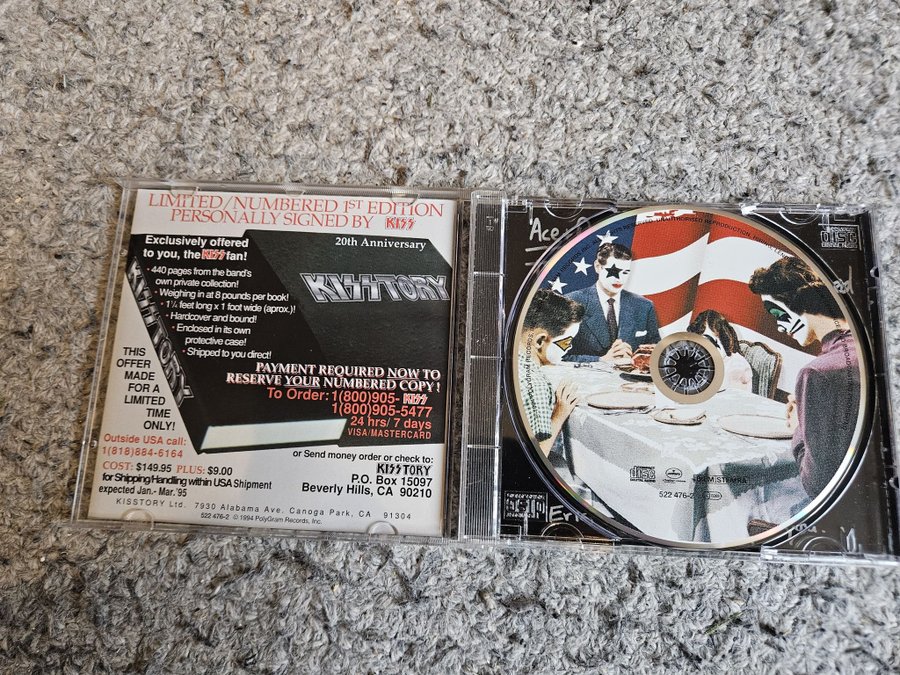 LIMITED/NUMBERED 1ST EDITION
PERSONALLY SIGNED BY KISS
Exclusively offered
to you, the KISS fan!
· 440 pages from the band's
own private collection!
· Weighing in at 8 pounds per book!
· 1¼ feet long x 1 foot wide (aprox.)!
· Hardcover and bound!
· Enclosed in its own
protective case!
· Shipped to you direct!
20th Anniversary
KISSTORY
KISSTORY
THIS
OFFER
MADE
FOR A
LIMITED
TIME
ONLY!
PAYMENT REQUIRED NOW TO
RESERVE YOUR NUMBERED COPY!
To Order: 1(800)905-KISS
1(800)905-5477
24 hrs/ 7 days
VISA/MASTERCARD
Outside USA call:
1(818)884-6164
COST: $149.95 PLUS: $9.00
for Shipping/Handling within USA Shipment
expected Jan.- Mar. '95
or Send money order or check to:
KISSTORY
P.O. Box 15097
Beverly Hills, CA 90210
KISSTORY Ltd. 7930 Alabama Ave. Canoga Park, CA 91304
522 476-2 © 1994 PolyGram Records, Inc.
DISC
522 476-2
Eric